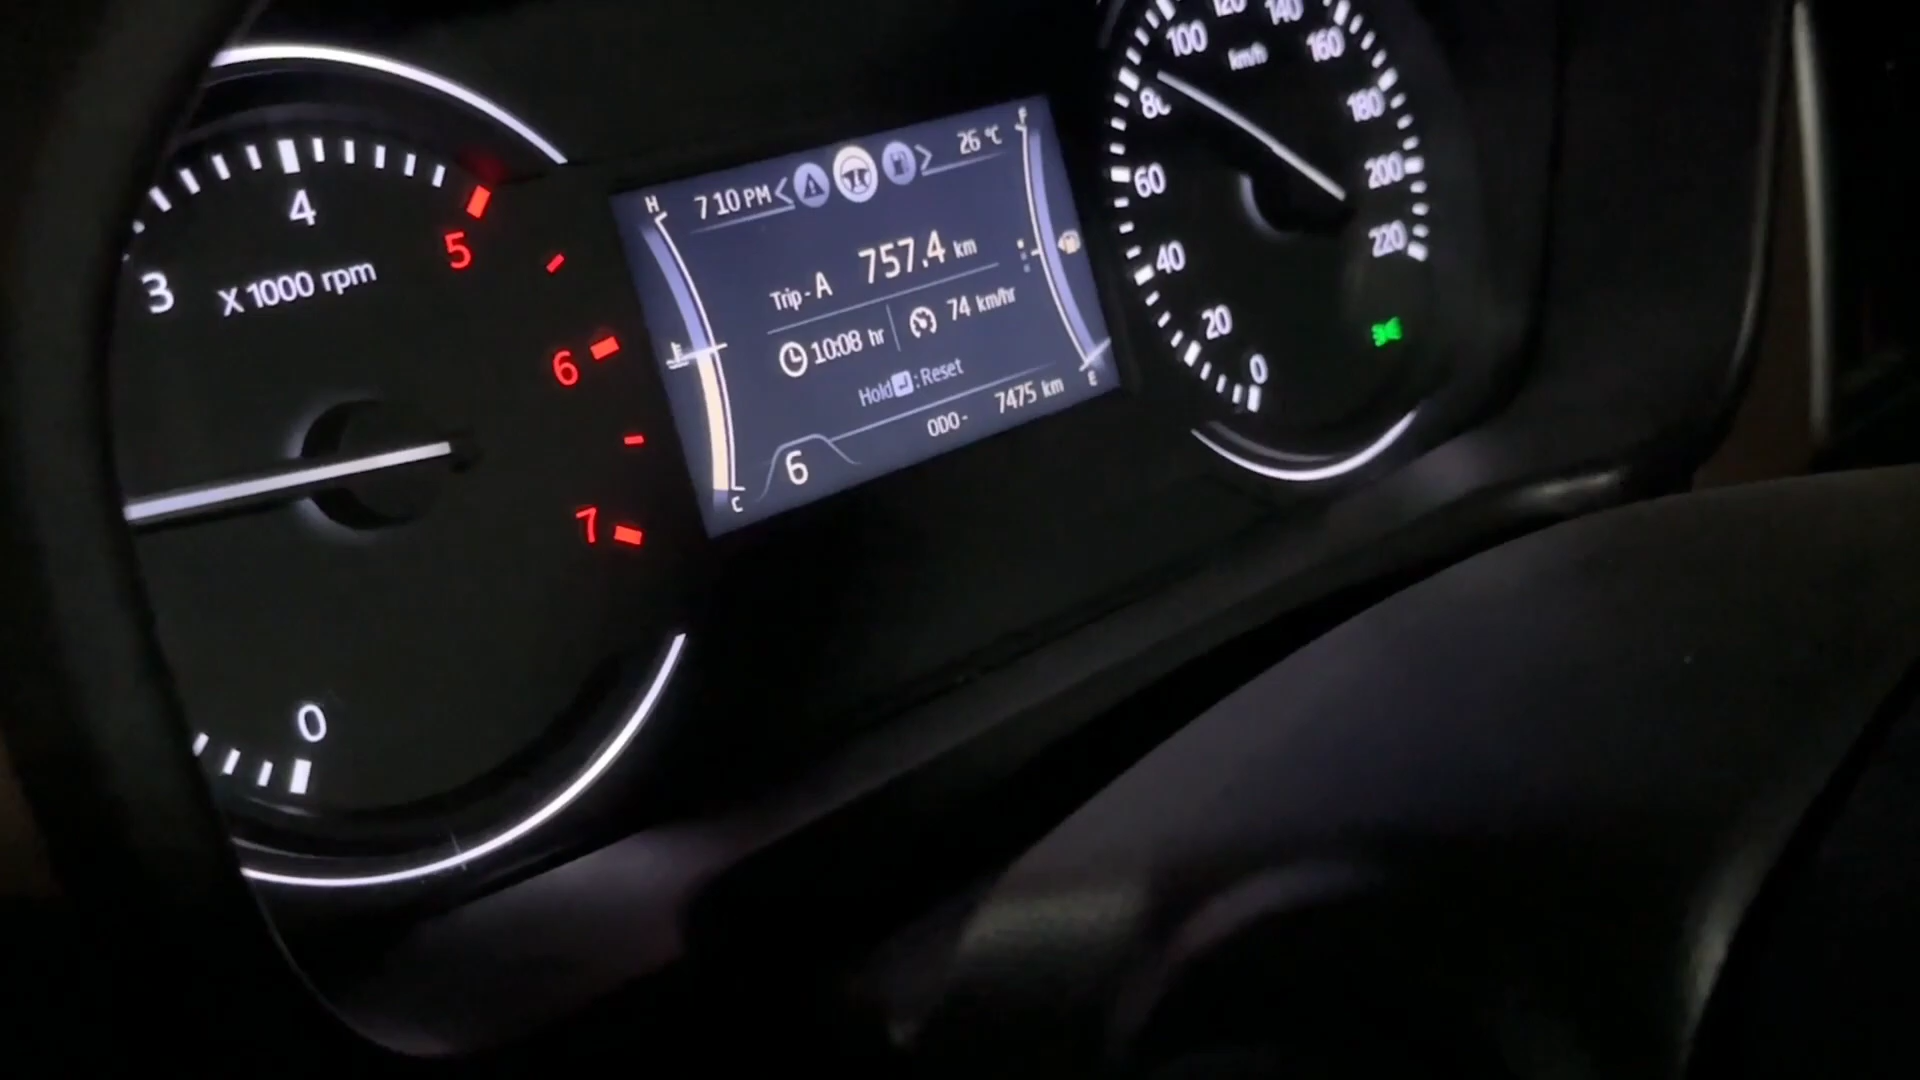 4
3
5
X 1000 rpm
6
7
0
H
7 10 PM
26 °C
F
Trip - A 757.4 km
10:08 hr
74 km/hr
Hold : Reset
ODO - 7475 km
E
6
C
120
140
100
km/h
160
80
180
60
200
40
220
20
0